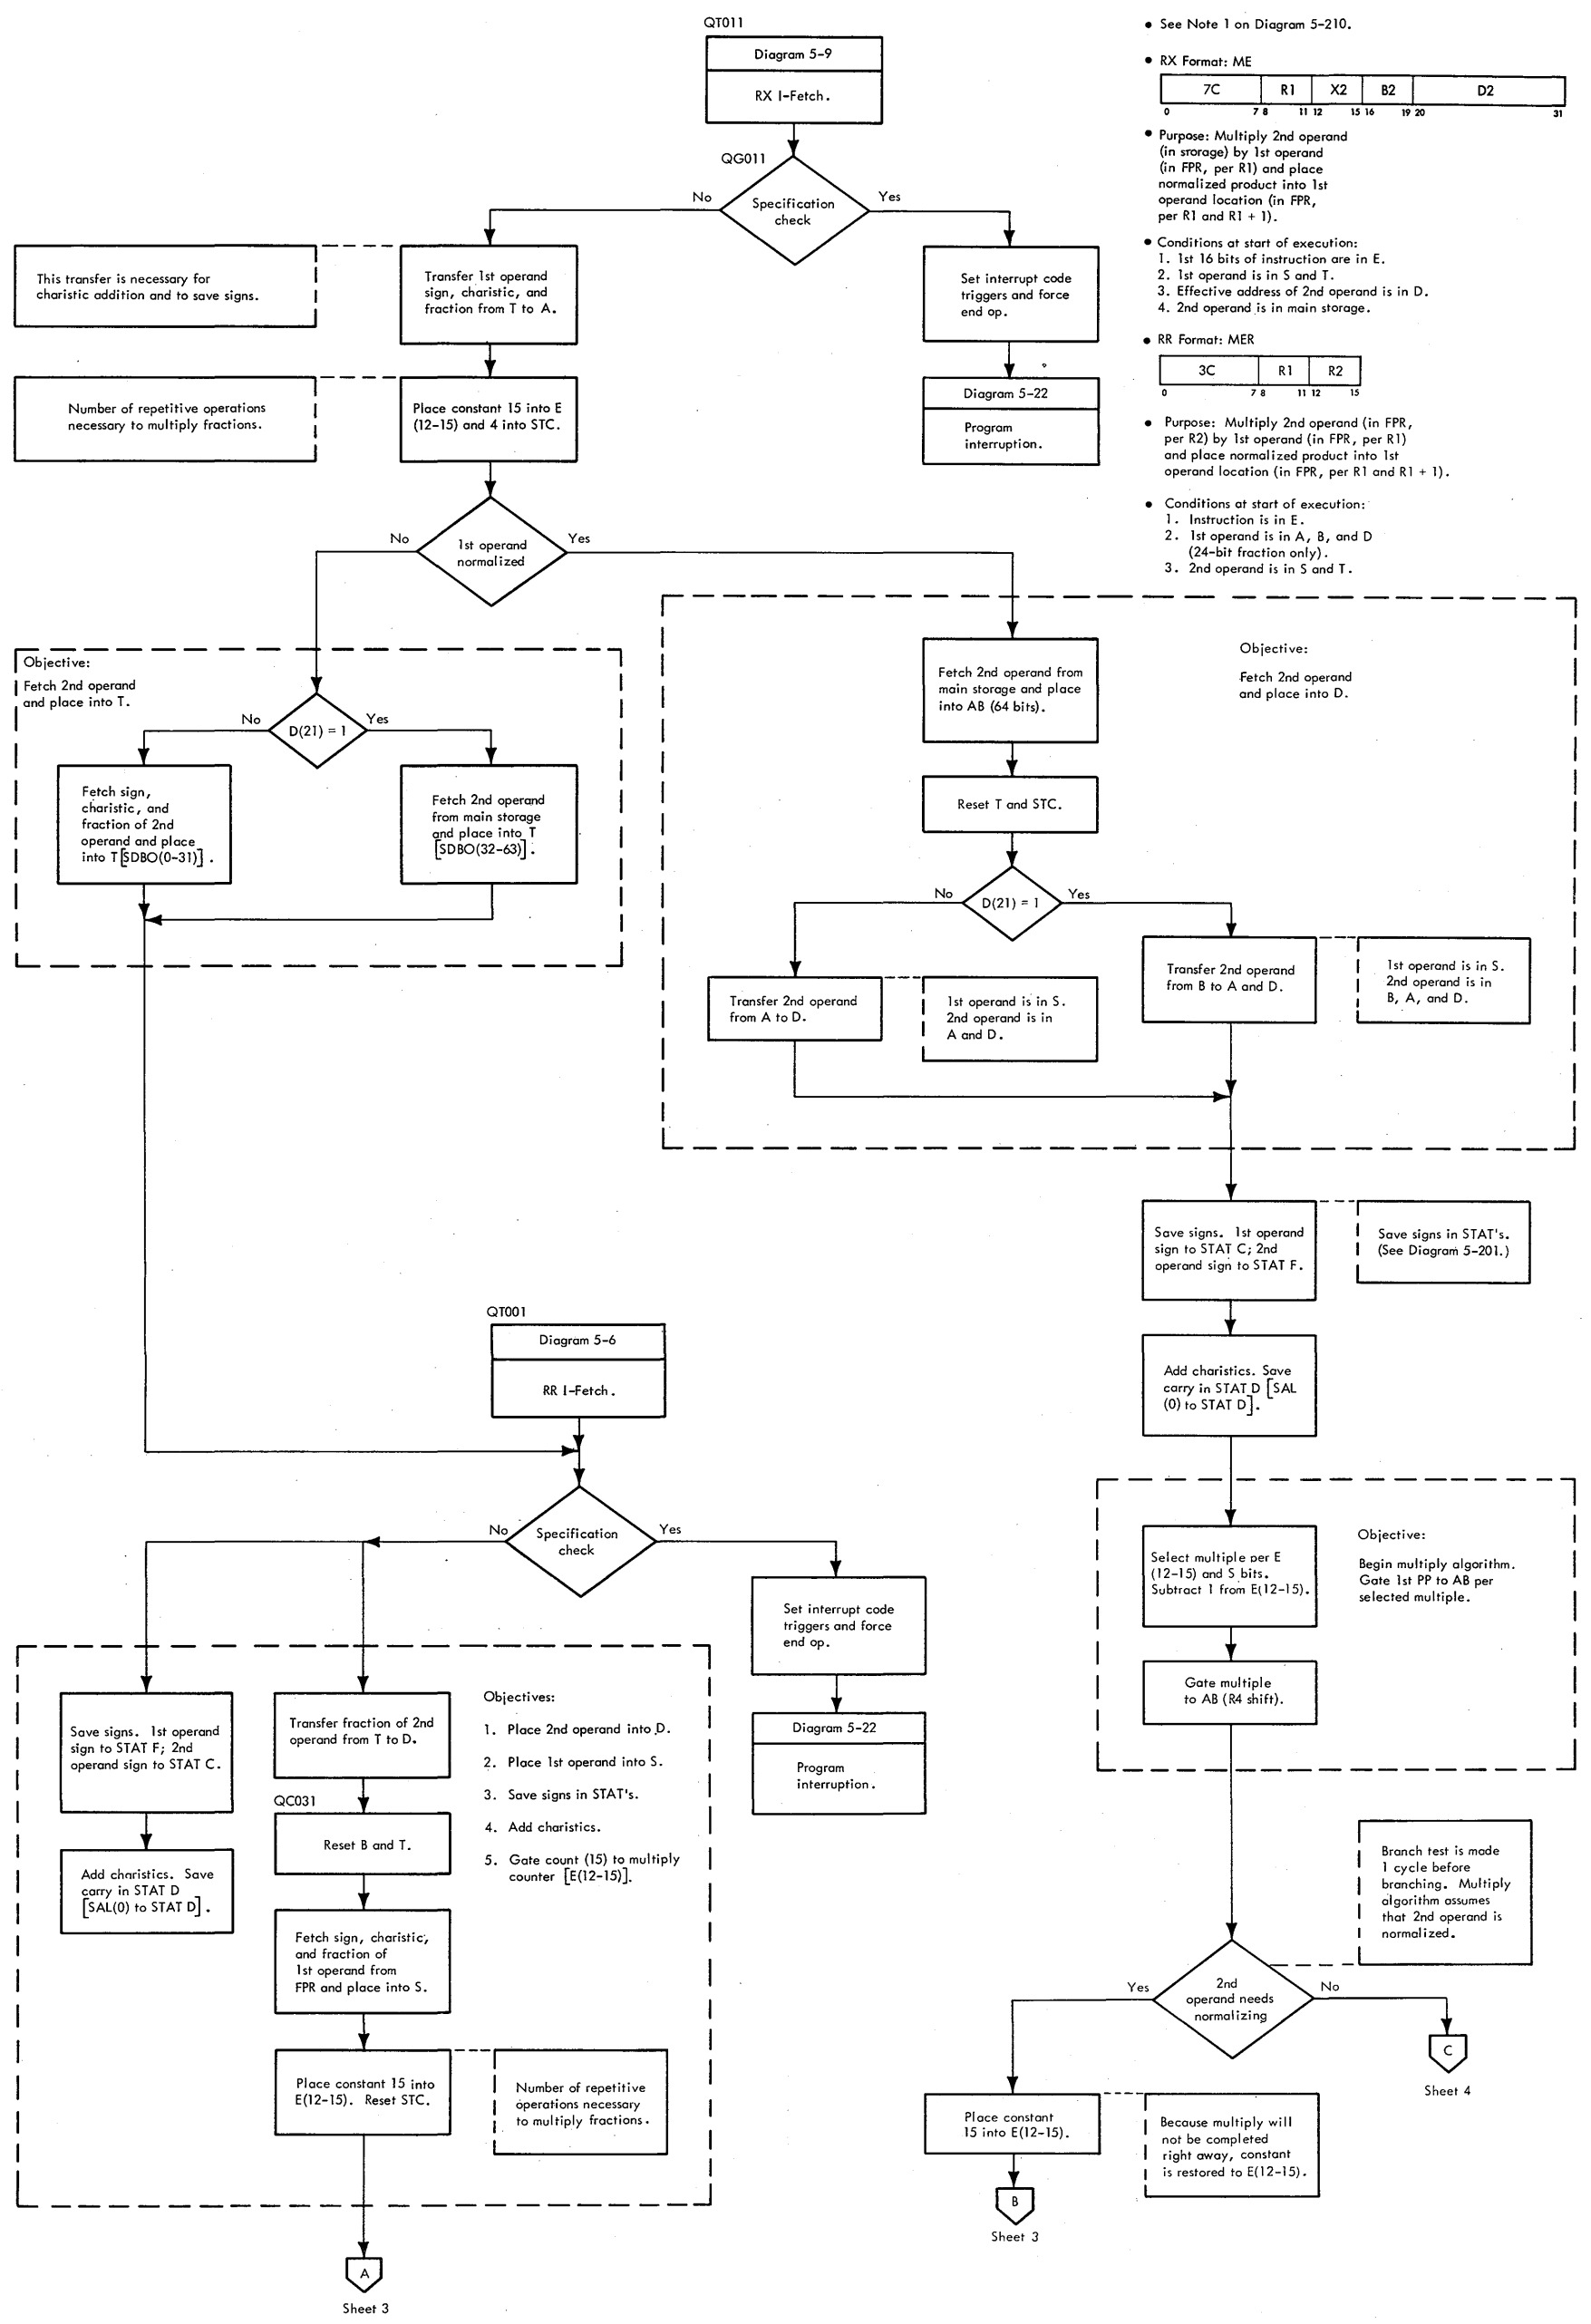 QT011
Diagram 5-9
RX I-Fetch.
QG011
Specification
check
No
Yes
This transfer is necessary for
charistic addition and to save signs.
Transfer 1st operand
sign, charistic, and
fraction from T to A.
Set interrupt code
triggers and force
end op.
Number of repetitive operations
necessary to multiply fractions.
Place constant 15 into E
(12-15) and 4 into STC.
Diagram 5-22
Program
interruption.
1st operand
normalized
No
Yes
• See Note 1 on Diagram 5-210.
• RX Format: ME
7C R1 X2 B2 D2
0 7 8 11 12 15 16 19 20 31
• Purpose: Multiply 2nd operand
(in storage) by 1st operand
(in FPR, per R1) and place
normalized product into 1st
operand location (in FPR,
per R1 and R1 + 1).
• Conditions at start of execution:
1. 1st 16 bits of instruction are in E.
2. 1st operand is in S and T.
3. Effective address of 2nd operand is in D.
4. 2nd operand is in main storage.
• RR Format: MER
3C R1 R2
0 7 8 11 12 15
• Purpose: Multiply 2nd operand (in FPR,
per R2) by 1st operand (in FPR, per R1)
and place normalized product into 1st
operand location (in FPR, per R1 and R1 + 1).
• Conditions at start of execution:
1. Instruction is in E.
2. 1st operand is in A, B, and D
(24-bit fraction only).
3. 2nd operand is in S and T.
Objective:
Fetch 2nd operand
and place into T.
D(21) = 1
No
Yes
Fetch sign,
charistic, and
fraction of 2nd
operand and place
into T [SDBO(0-31)].
Fetch 2nd operand
from main storage
and place into T
[SDBO(32-63)].
Fetch 2nd operand from
main storage and place
into AB (64 bits).
Objective:
Fetch 2nd operand
and place into D.
Reset T and STC.
D(21) = 1
No
Yes
Transfer 2nd operand
from A to D.
1st operand is in S.
2nd operand is in
A and D.
Transfer 2nd operand
from B to A and D.
1st operand is in S.
2nd operand is in
B, A, and D.
Save signs. 1st operand
sign to STAT C; 2nd
operand sign to STAT F.
Save signs in STAT's.
(See Diagram 5-201.)
Add charistics. Save
carry in STAT D [SAL
(0) to STAT D].
Select multiple per E
(12-15) and S bits.
Subtract 1 from E(12-15).
Objective:
Begin multiply algorithm.
Gate 1st PP to AB per
selected multiple.
Gate multiple
to AB (R4 shift).
Branch test is made
1 cycle before
branching. Multiply
algorithm assumes
that 2nd operand is
normalized.
2nd
operand needs
normalizing
Yes
No
C
Sheet 4
Place constant
15 into E(12-15).
Because multiply will
not be completed
right away, constant
is restored to E(12-15).
B
Sheet 3
QT001
Diagram 5-6
RR I-Fetch.
Specification
check
No
Yes
Set interrupt code
triggers and force
end op.
Diagram 5-22
Program
interruption.
Save signs. 1st operand
sign to STAT F; 2nd
operand sign to STAT C.
Add charistics. Save
carry in STAT D
[SAL(0) to STAT D].
Transfer fraction of 2nd
operand from T to D.
QC031
Reset B and T.
Fetch sign, charistic,
and fraction of
1st operand from
FPR and place into S.
Place constant 15 into
E(12-15). Reset STC.
Number of repetitive
operations necessary
to multiply fractions.
Objectives:
1. Place 2nd operand into D.
2. Place 1st operand into S.
3. Save signs in STAT's.
4. Add charistics.
5. Gate count (15) to multiply
counter [E(12-15)].
A
Sheet 3